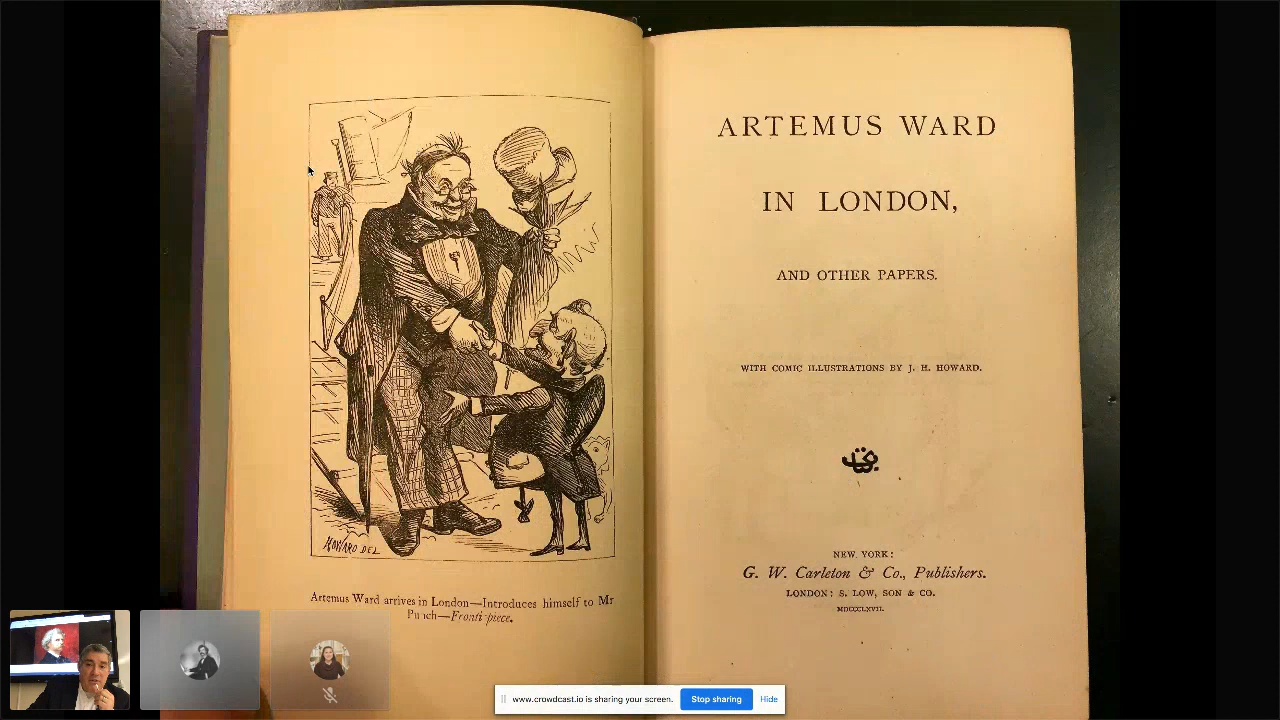 HOWARD DEL
Artemus Ward arrives in London—Introduces himself to Mr
Punch—Fronti-piece.
ARTEMUS WARD
IN LONDON,
AND OTHER PAPERS.
WITH COMIC ILLUSTRATIONS BY J. H. HOWARD.
NEW YORK:
G. W. Carleton & Co., Publishers.
LONDON: S. LOW, SON & CO.
MDCCCLXVII.
www.crowdcast.io is sharing your screen. Stop sharing Hide